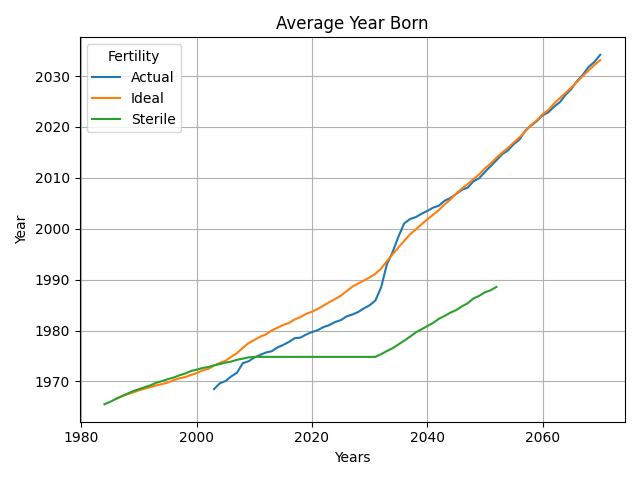 Average Year Born
Fertility
Actual
Ideal
Sterile
Year
2030
2020
2010
2000
1990
1980
1970
1980 2000 2020 2040 2060
Years